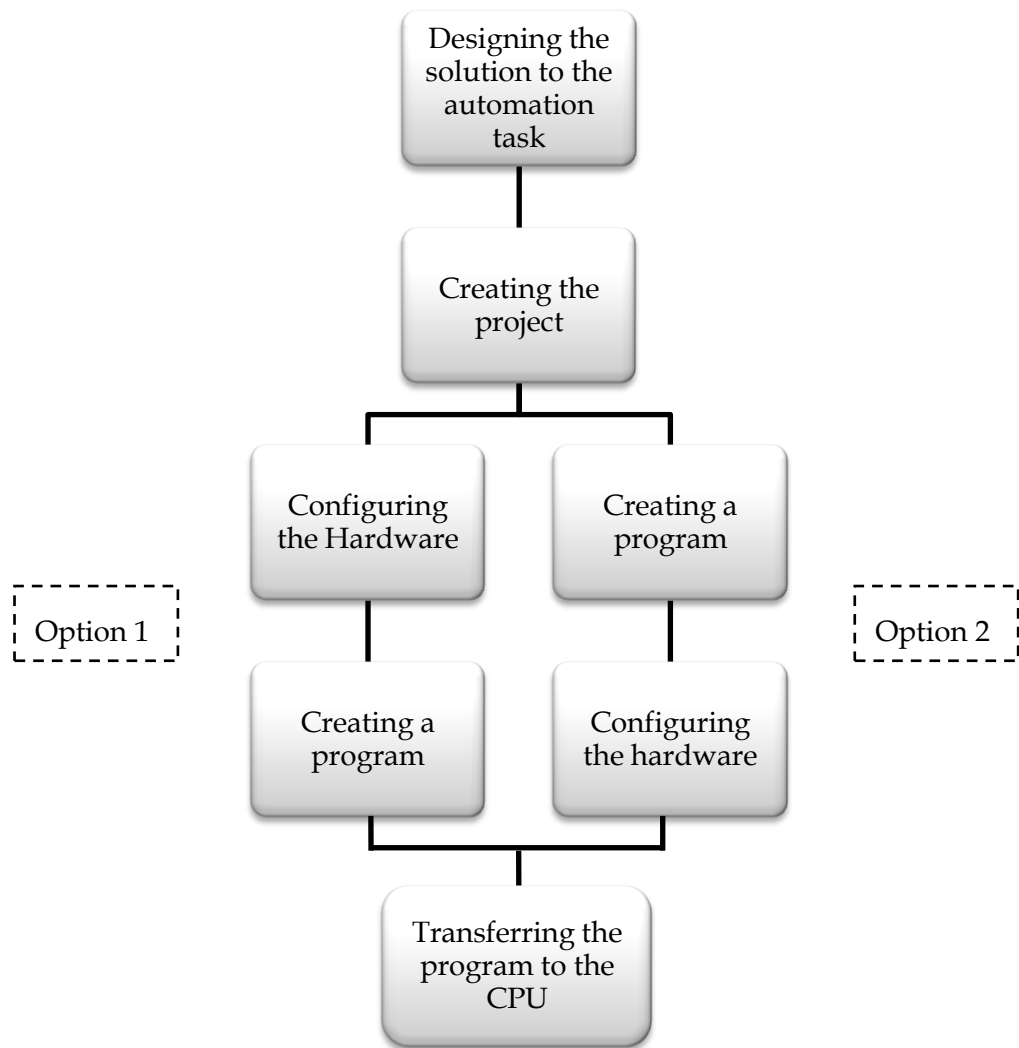 Designing the
solution to the
automation
task
Creating the
project
Configuring
the Hardware
Creating a
program
Option 1
Creating a
program
Configuring
the hardware
Option 2
Transferring the
program to the
CPU